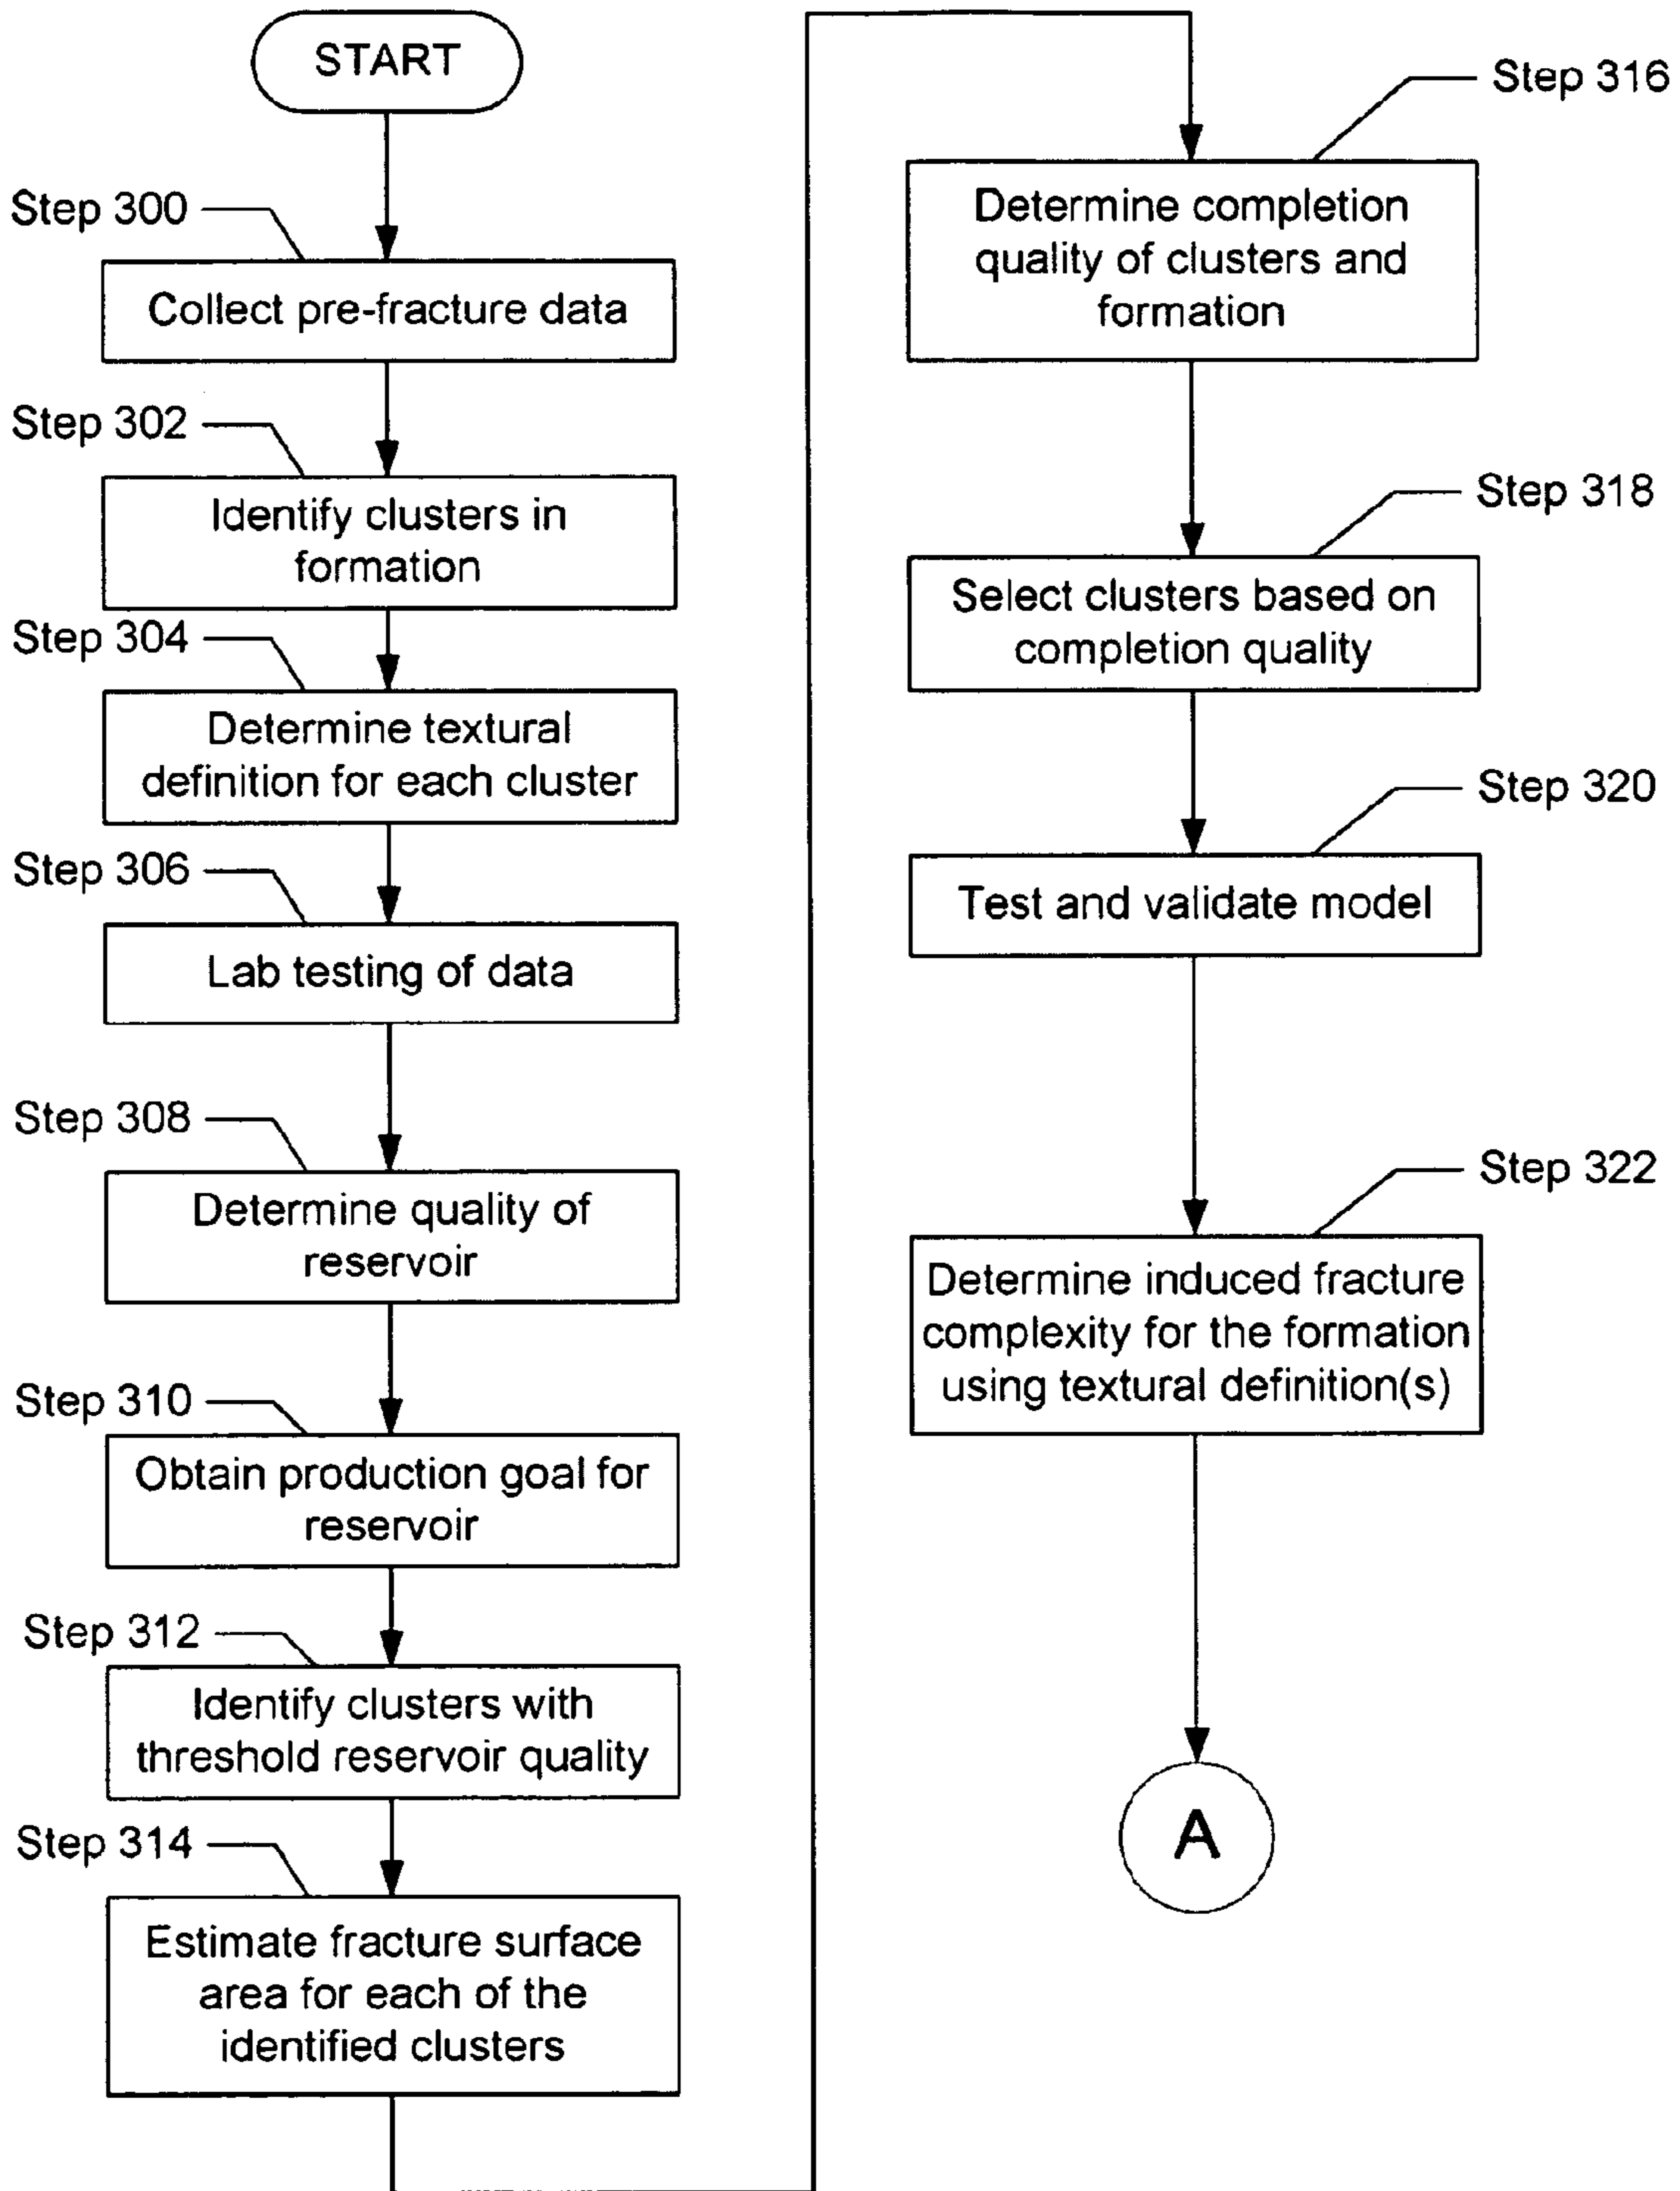 START
Step 300
Collect pre-fracture data
Step 302
Identify clusters in
formation
Step 304
Determine textural
definition for each cluster
Step 306
Lab testing of data
Step 308
Determine quality of
reservoir
Step 310
Obtain production goal for
reservoir
Step 312
Identify clusters with
threshold reservoir quality
Step 314
Estimate fracture surface
area for each of the
identified clusters
Step 316
Determine completion
quality of clusters and
formation
Step 318
Select clusters based on
completion quality
Step 320
Test and validate model
Step 322
Determine induced fracture
complexity for the formation
using textural definition(s)
A